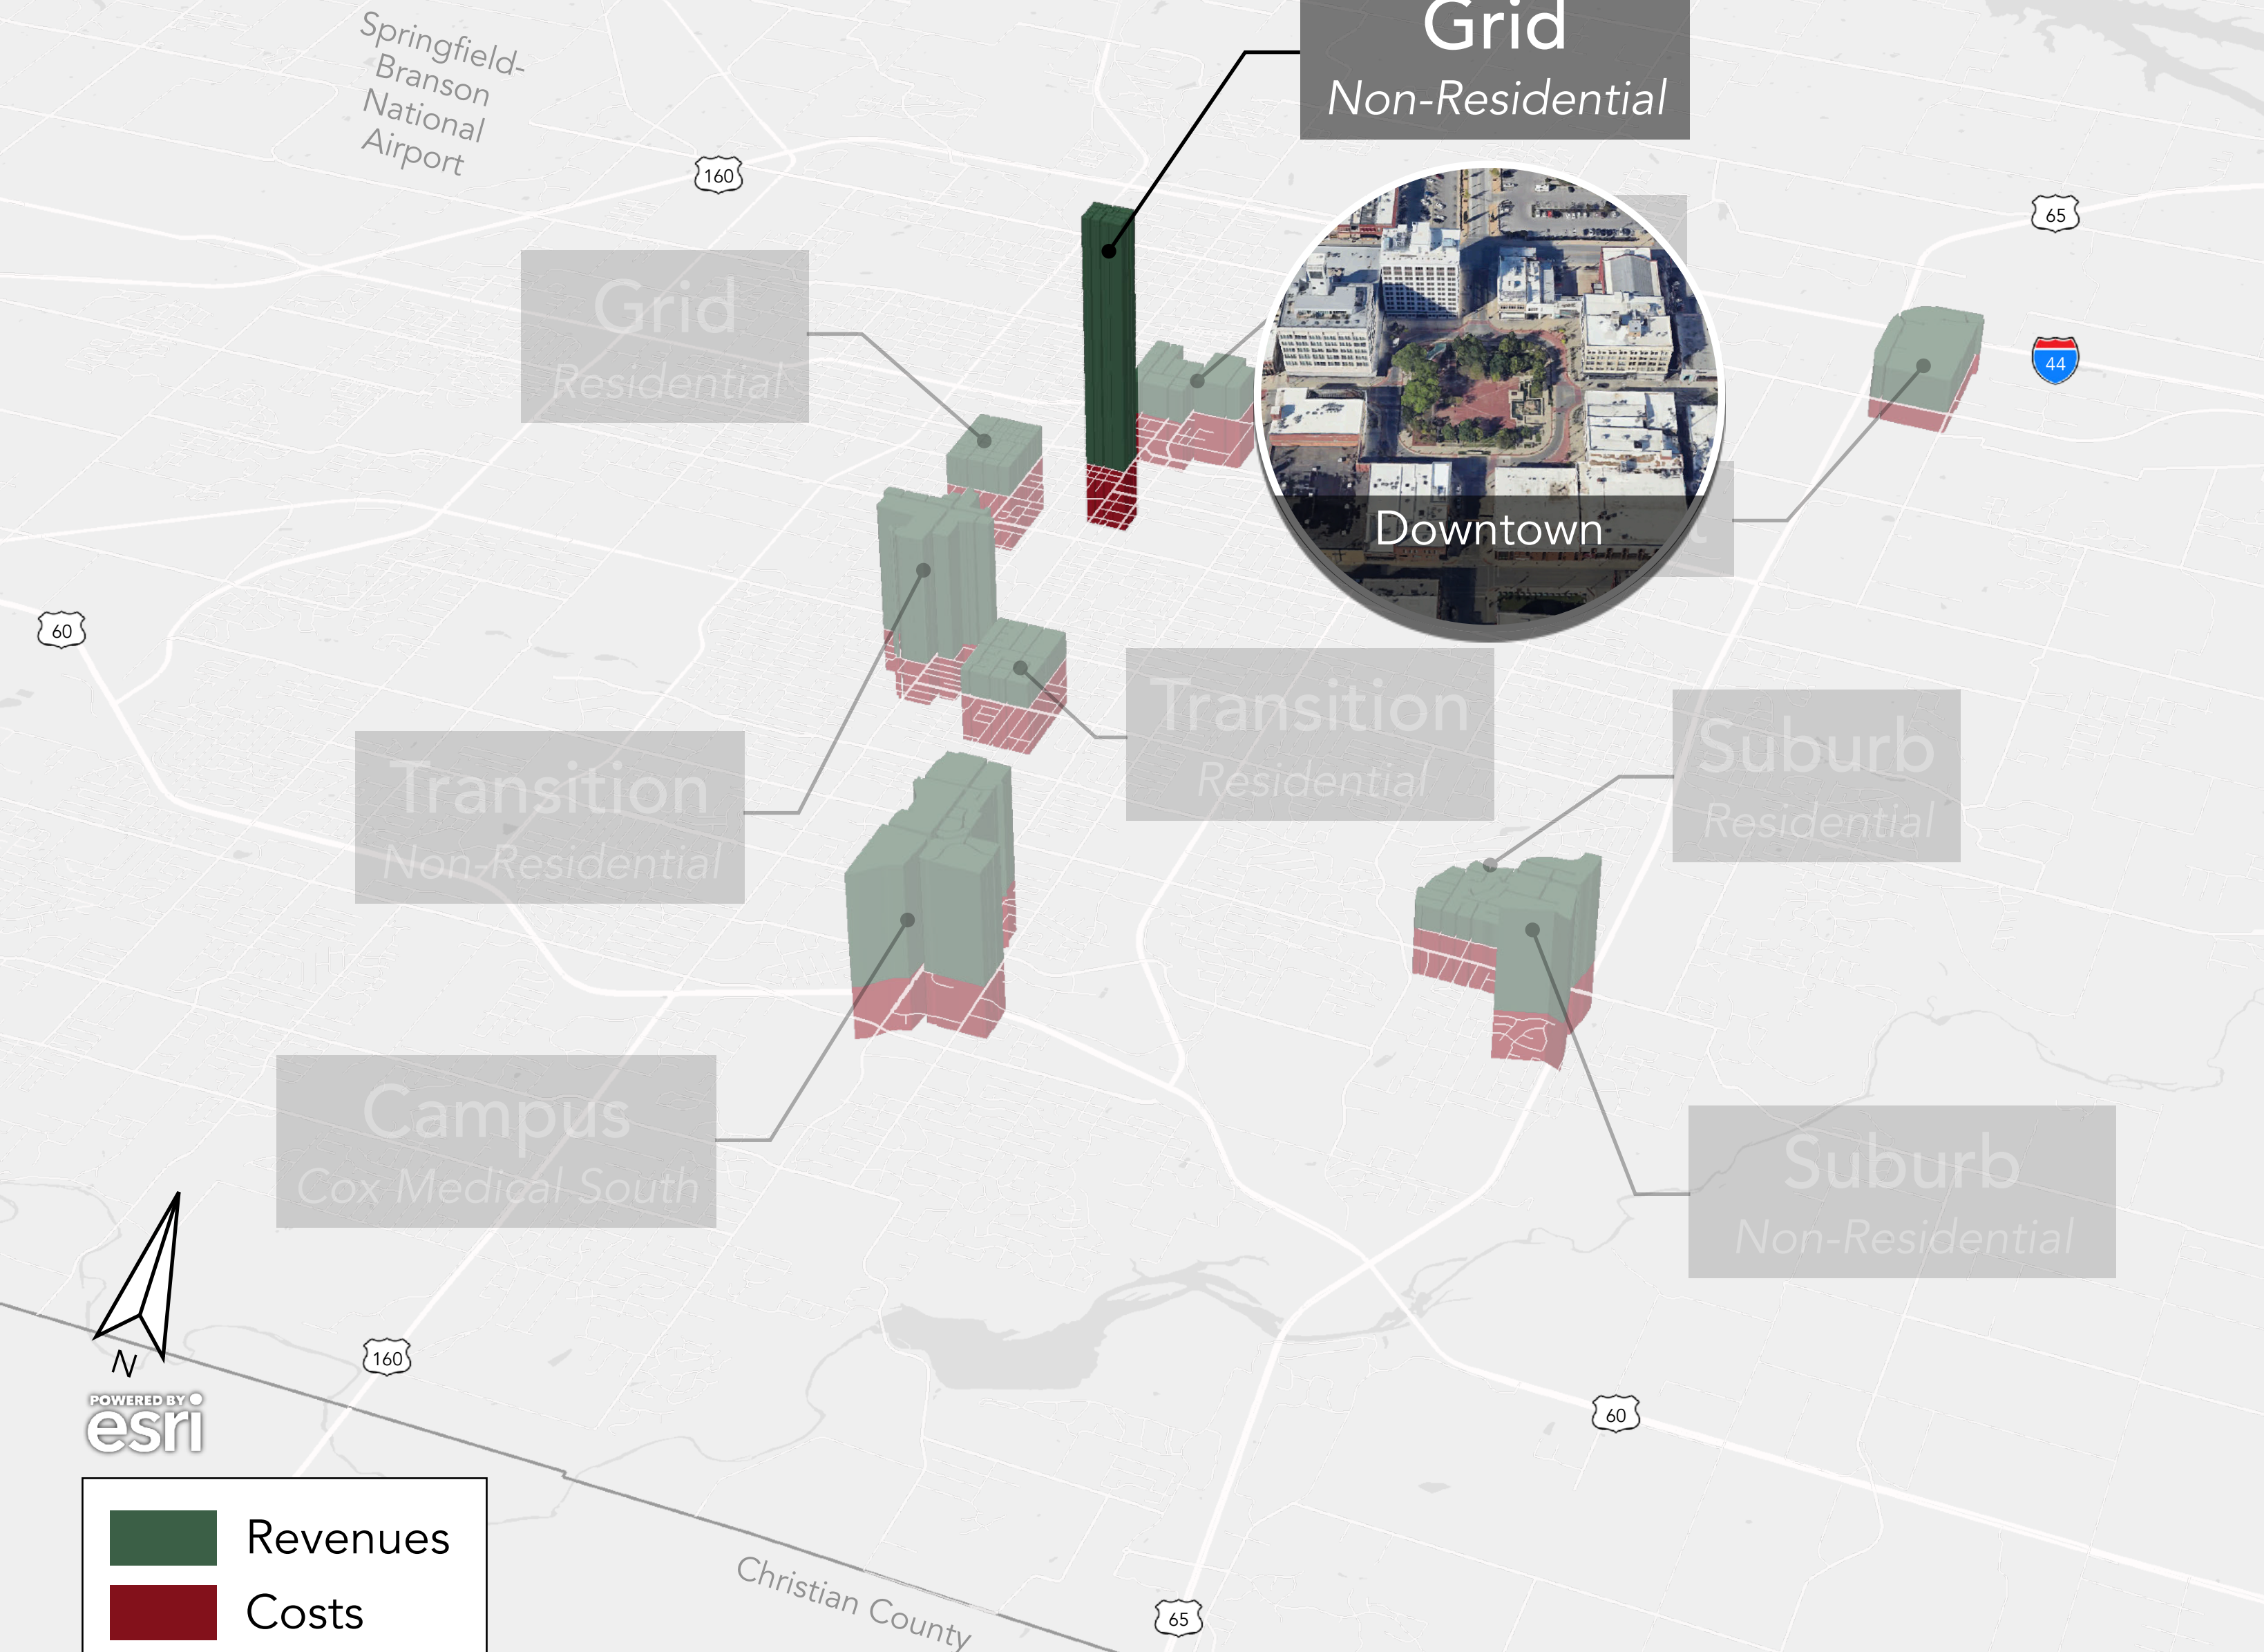 Springfield-
Branson
National
Airport
Grid
Non-Residential
160
65
44
Grid
Residential
Downtown
60
Transition
Residential
Suburb
Residential
Transition
Non-Residential
Campus
Cox Medical South
Suburb
Non-Residential
N
160
POWERED BY
esri
60
Revenues
Costs
Christian County
65